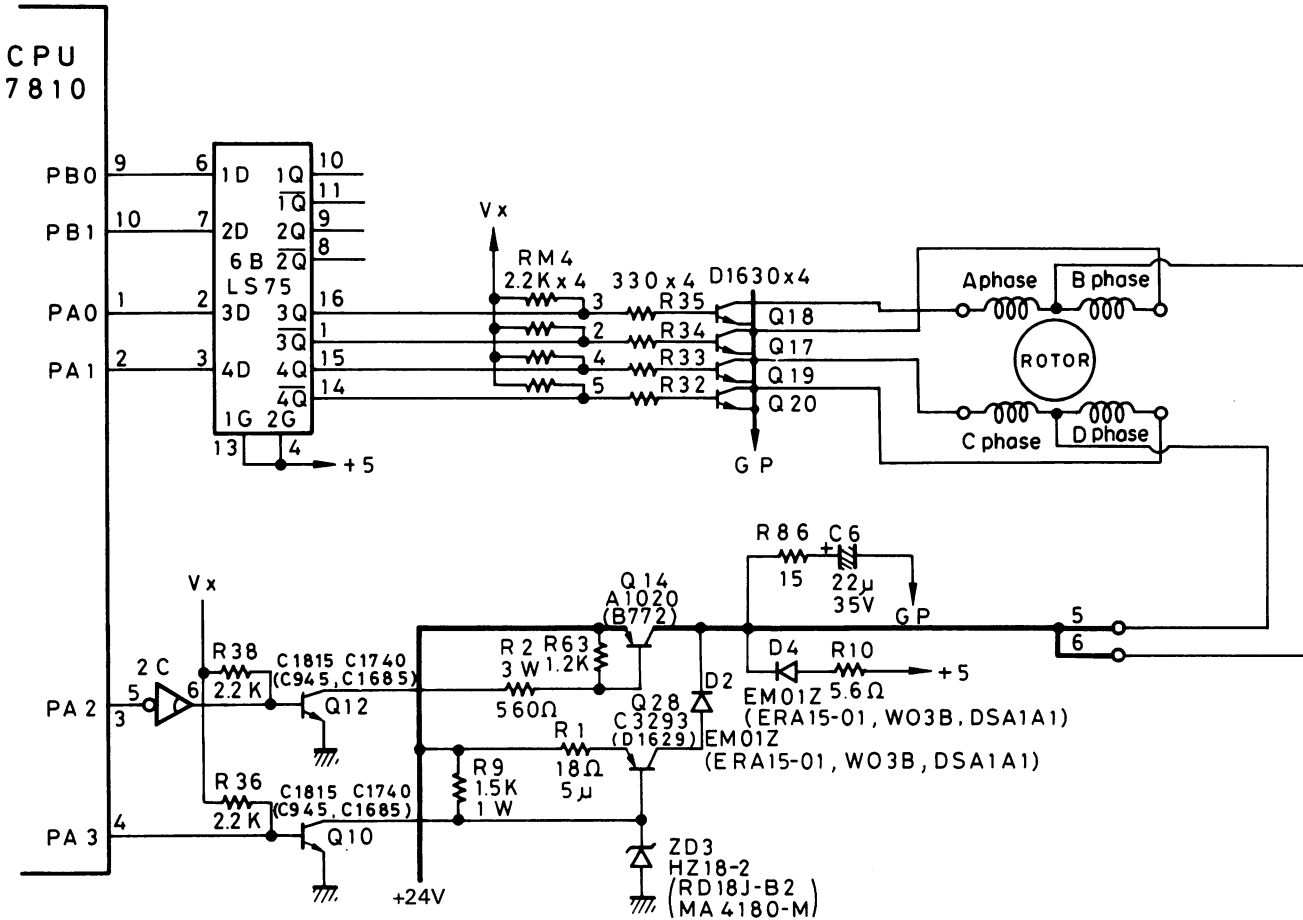 CPU
7810
PB0
9
6
1D
1Q
10
1Q
11
PB1
10
7
2D
2Q
9
2Q
8
6B
LS75
PA0
1
2
3D
3Q
16
3Q
1
PA1
2
3
4D
4Q
15
4Q
14
1G 2G
13
4
+5
Vx
RM4
2.2K x 4
3
2
4
5
330 x 4
R35
R34
R33
R32
D1630x4
Q18
Q17
Q19
Q20
GP
A phase
B phase
ROTOR
C phase
D phase
R86
15
+
C6
22μ
35V
GP
5
6
Vx
Q14
A1020
(B772)
R2
3W
560Ω
R63
1.2K
D4
R10
5.6Ω
+5
EM01Z
(ERA15-01, WO3B, DSA1A1)
D2
EM01Z
(ERA15-01, WO3B, DSA1A1)
2C
R38
2.2K
C1815 C1740
(C945, C1685)
Q12
PA2
5
3
6
Q28
C3293
(D1629)
R1
18Ω
5μ
R9
1.5K
1W
R36
2.2K
C1815 C1740
(C945, C1685)
Q10
PA3
4
+24V
ZD3
HZ18-2
(RD18J-B2
MA4180-M)